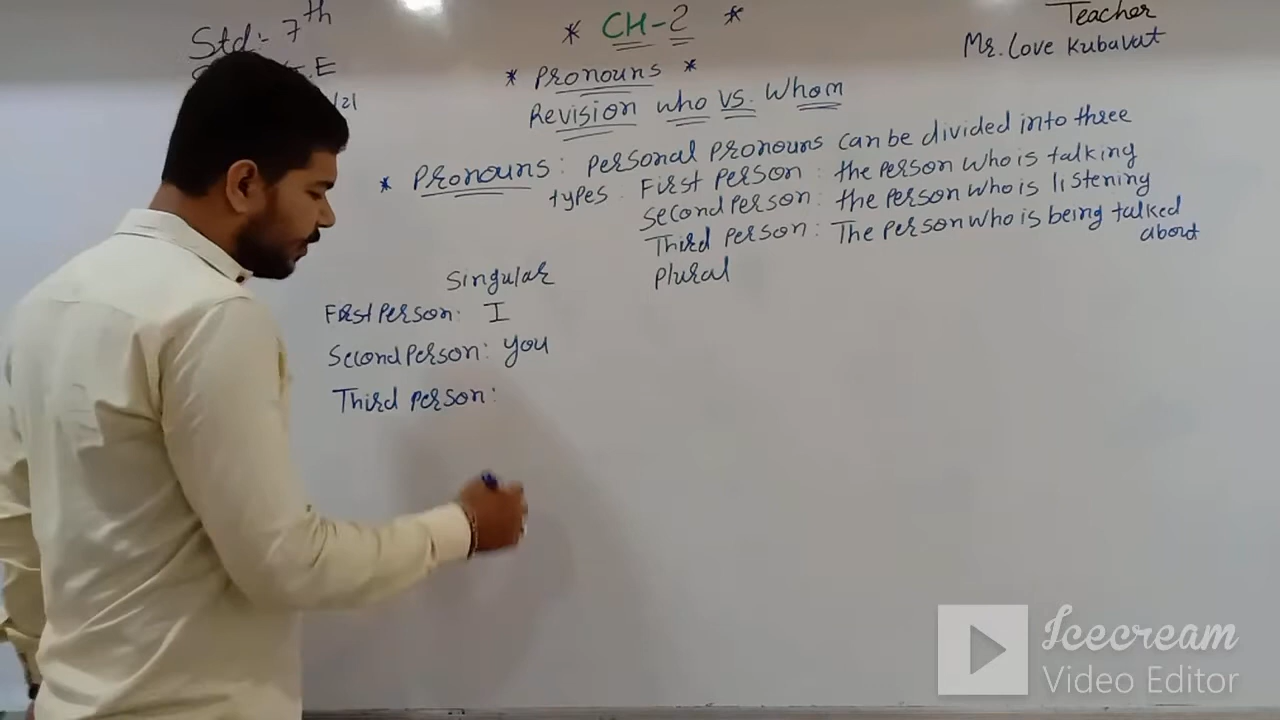 Std:- 7th
E
/21
* CH-2 *
Teacher
Mr. Love Kubavat
* Pronouns *
Revision who vs. Whom
* Pronouns: Personal Pronouns can be divided into three
types. First Person: the person who is talking
Second person: the person who is listening
Third person: The person who is being talked
about
Singular Plural
First Person: I
Second Person: you
Third person:
Icecream
Video Editor